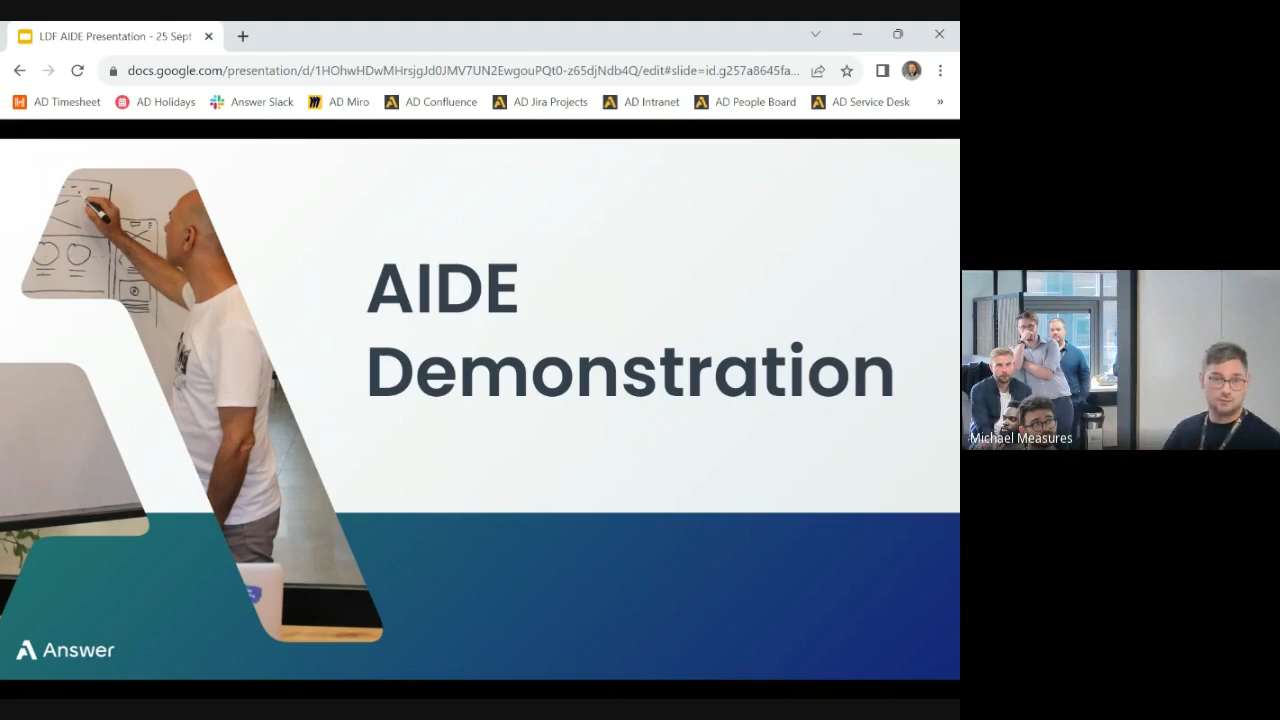 LDF AIDE Presentation - 25 Sept
docs.google.com/presentation/d/1HOhwHDwMHrsjgJd0JMV7UN2EwgouPQt0-z65djNdb4Q/edit#slide=id.g257a8645fa...
AD Timesheet AD Holidays Answer Slack AD Miro AD Confluence AD Jira Projects AD Intranet AD People Board AD Service Desk »
AIDE
Demonstration
Michael Measures
Answer